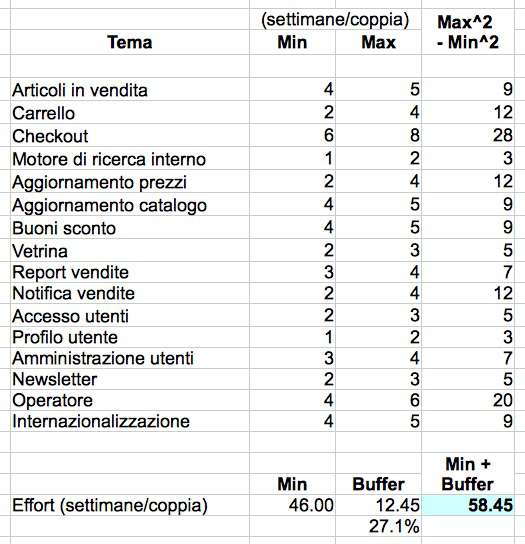 (settimane/coppia) Max^2
Tema Min Max - Min^2
Articoli in vendita 4 5 9
Carrello 2 4 12
Checkout 6 8 28
Motore di ricerca interno 1 2 3
Aggiornamento prezzi 2 4 12
Aggiornamento catalogo 4 5 9
Buoni sconto 4 5 9
Vetrina 2 3 5
Report vendite 3 4 7
Notifica vendite 2 4 12
Accesso utenti 2 3 5
Profilo utente 1 2 3
Amministrazione utenti 3 4 7
Newsletter 2 3 5
Operatore 4 6 20
Internazionalizzazione 4 5 9
Min +
Min Buffer Buffer
Effort (settimane/coppia) 46.00 12.45 58.45
27.1%